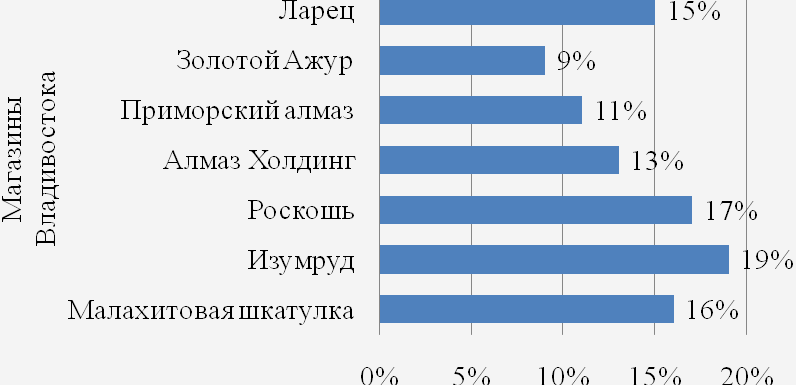 Ларец 15%
Золотой Ажур 9%
Приморский алмаз 11%
Алмаз Холдинг 13%
Роскошь 17%
Изумруд 19%
Малахитовая шкатулка 16%
0% 5% 10% 15% 20%
Магазины
Владивостока